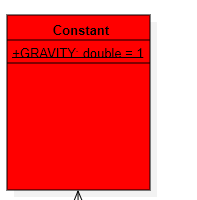 Constant
+GRAVITY: double = 1